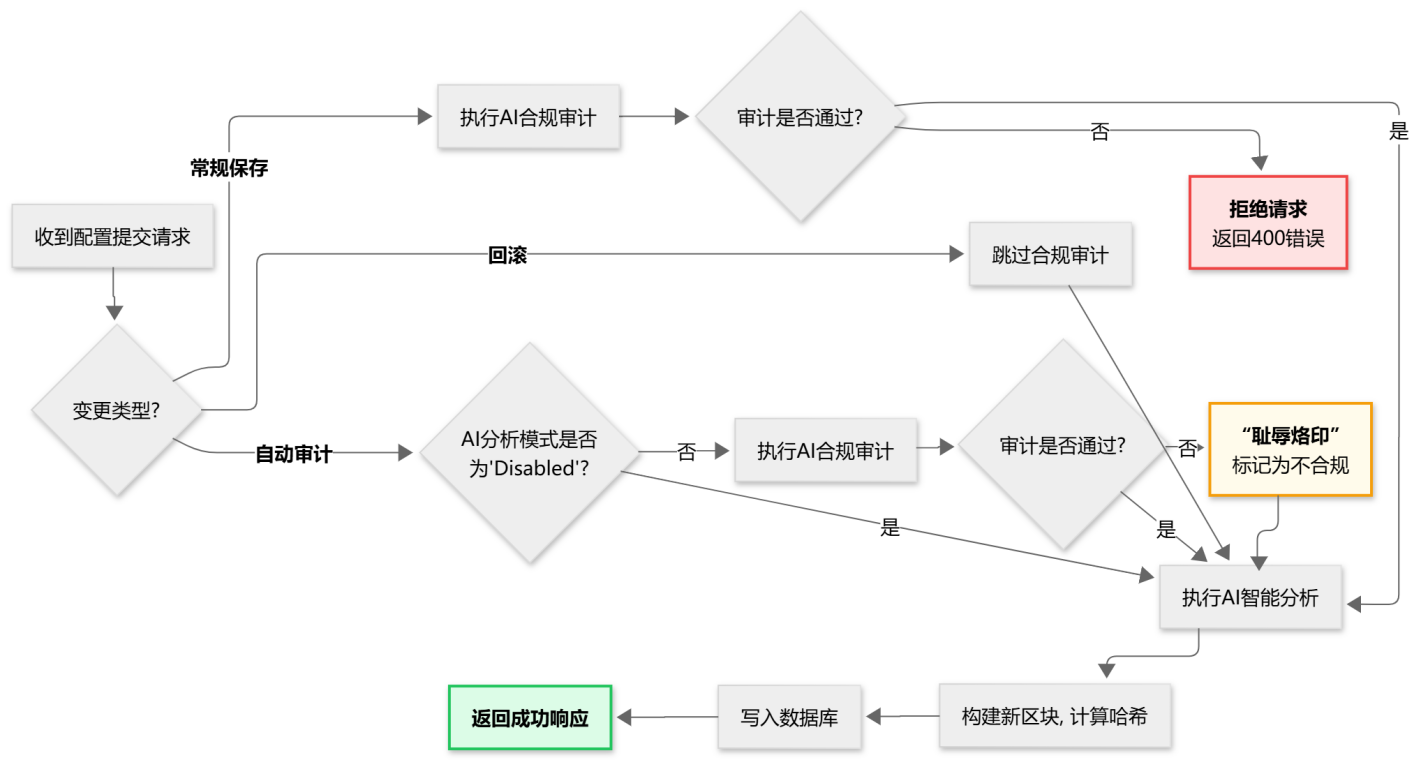 执行AI合规审计
审计是否通过?
是
否
常规保存
拒绝请求
返回400错误
收到配置提交请求
回滚
跳过合规审计
变更类型?
自动审计
AI分析模式是否
为'Disabled'?
否
执行AI合规审计
审计是否通过?
否
“耻辱烙印”
标记为不合规
是
是
执行AI智能分析
返回成功响应
写入数据库
构建新区块, 计算哈希